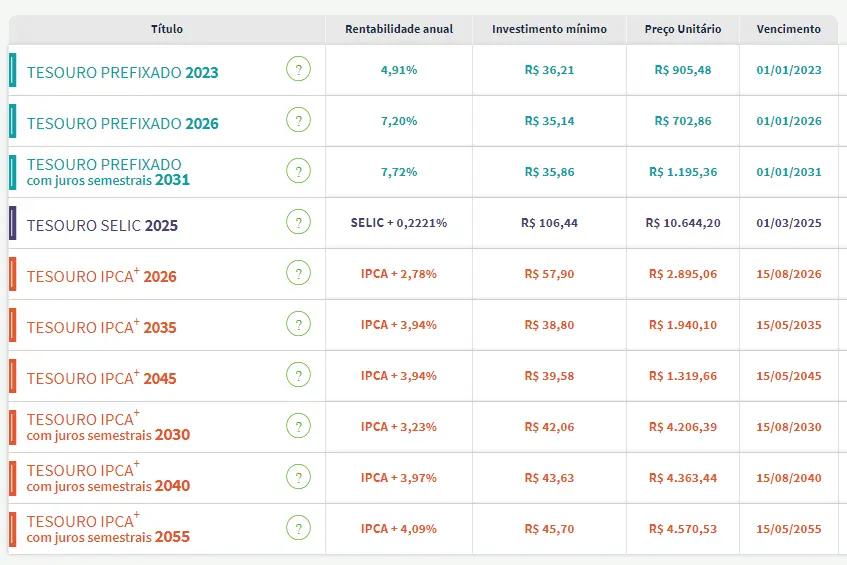 Título Rentabilidade anual Investimento mínimo Preço Unitário Vencimento
TESOURO PREFIXADO 2023 ? 4,91% R$ 36,21 R$ 905,48 01/01/2023
TESOURO PREFIXADO 2026 ? 7,20% R$ 35,14 R$ 702,86 01/01/2026
TESOURO PREFIXADO
com juros semestrais 2031 ? 7,72% R$ 35,86 R$ 1.195,36 01/01/2031
TESOURO SELIC 2025 ? SELIC + 0,2221% R$ 106,44 R$ 10.644,20 01/03/2025
TESOURO IPCA+ 2026 ? IPCA + 2,78% R$ 57,90 R$ 2.895,06 15/08/2026
TESOURO IPCA+ 2035 ? IPCA + 3,94% R$ 38,80 R$ 1.940,10 15/05/2035
TESOURO IPCA+ 2045 ? IPCA + 3,94% R$ 39,58 R$ 1.319,66 15/05/2045
TESOURO IPCA+
com juros semestrais 2030 ? IPCA + 3,23% R$ 42,06 R$ 4.206,39 15/08/2030
TESOURO IPCA+
com juros semestrais 2040 ? IPCA + 3,97% R$ 43,63 R$ 4.363,44 15/08/2040
TESOURO IPCA+
com juros semestrais 2055 ? IPCA + 4,09% R$ 45,70 R$ 4.570,53 15/05/2055